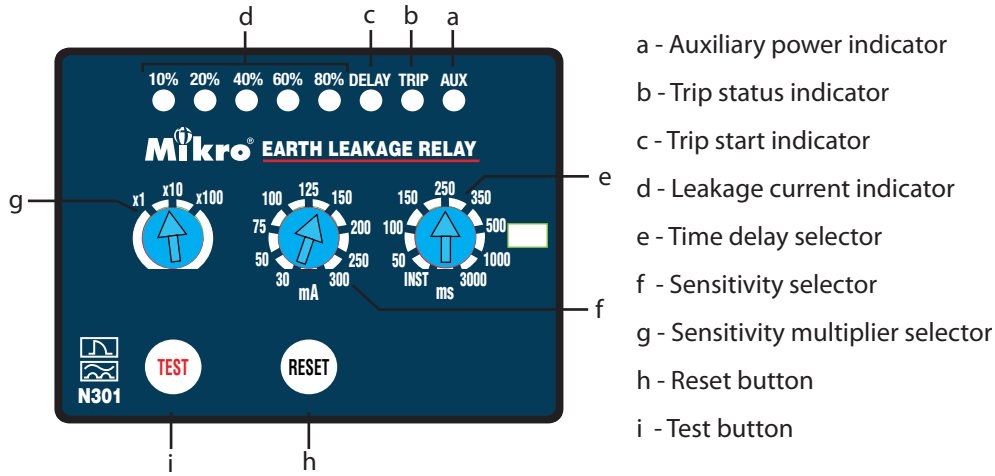 d c b a
10% 20% 40% 60% 80% DELAY TRIP AUX
Mikro® EARTH LEAKAGE RELAY
x1 x10 x100
g
30 50 75 100 125 150 200 250 300
mA
INST 50 100 150 250 350 500 1000 3000
ms
e
f
TEST
RESET
N301
i h
a - Auxiliary power indicator
b - Trip status indicator
c - Trip start indicator
d - Leakage current indicator
e - Time delay selector
f - Sensitivity selector
g - Sensitivity multiplier selector
h - Reset button
i - Test button